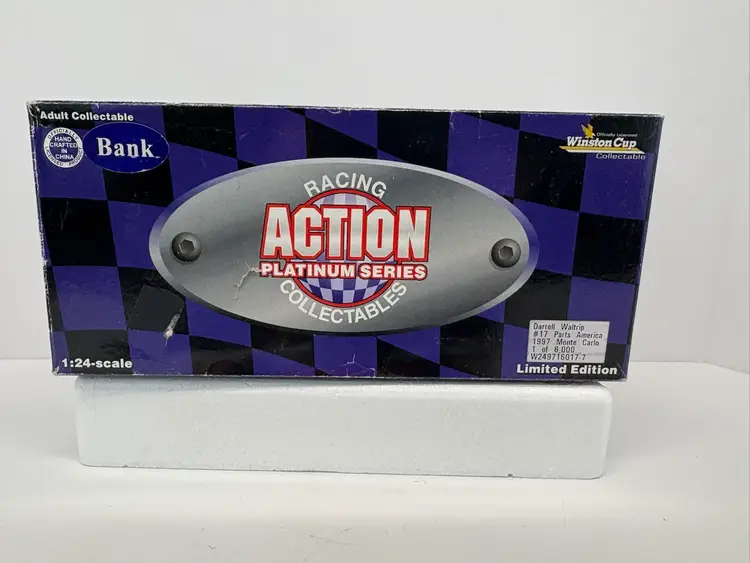 Adult Collectable
OFFICIALLY
HAND
CRAFTED
IN
CHINA
Bank
Officially Licensed
Winston Cup
Collectable
RACING
ACTION
PLATINUM SERIES
COLLECTABLES
Darrell Waltrip
#17 Parts America
1997 Monte Carlo
1 of 6,000
W249716017-7
1:24-scale
Limited Edition